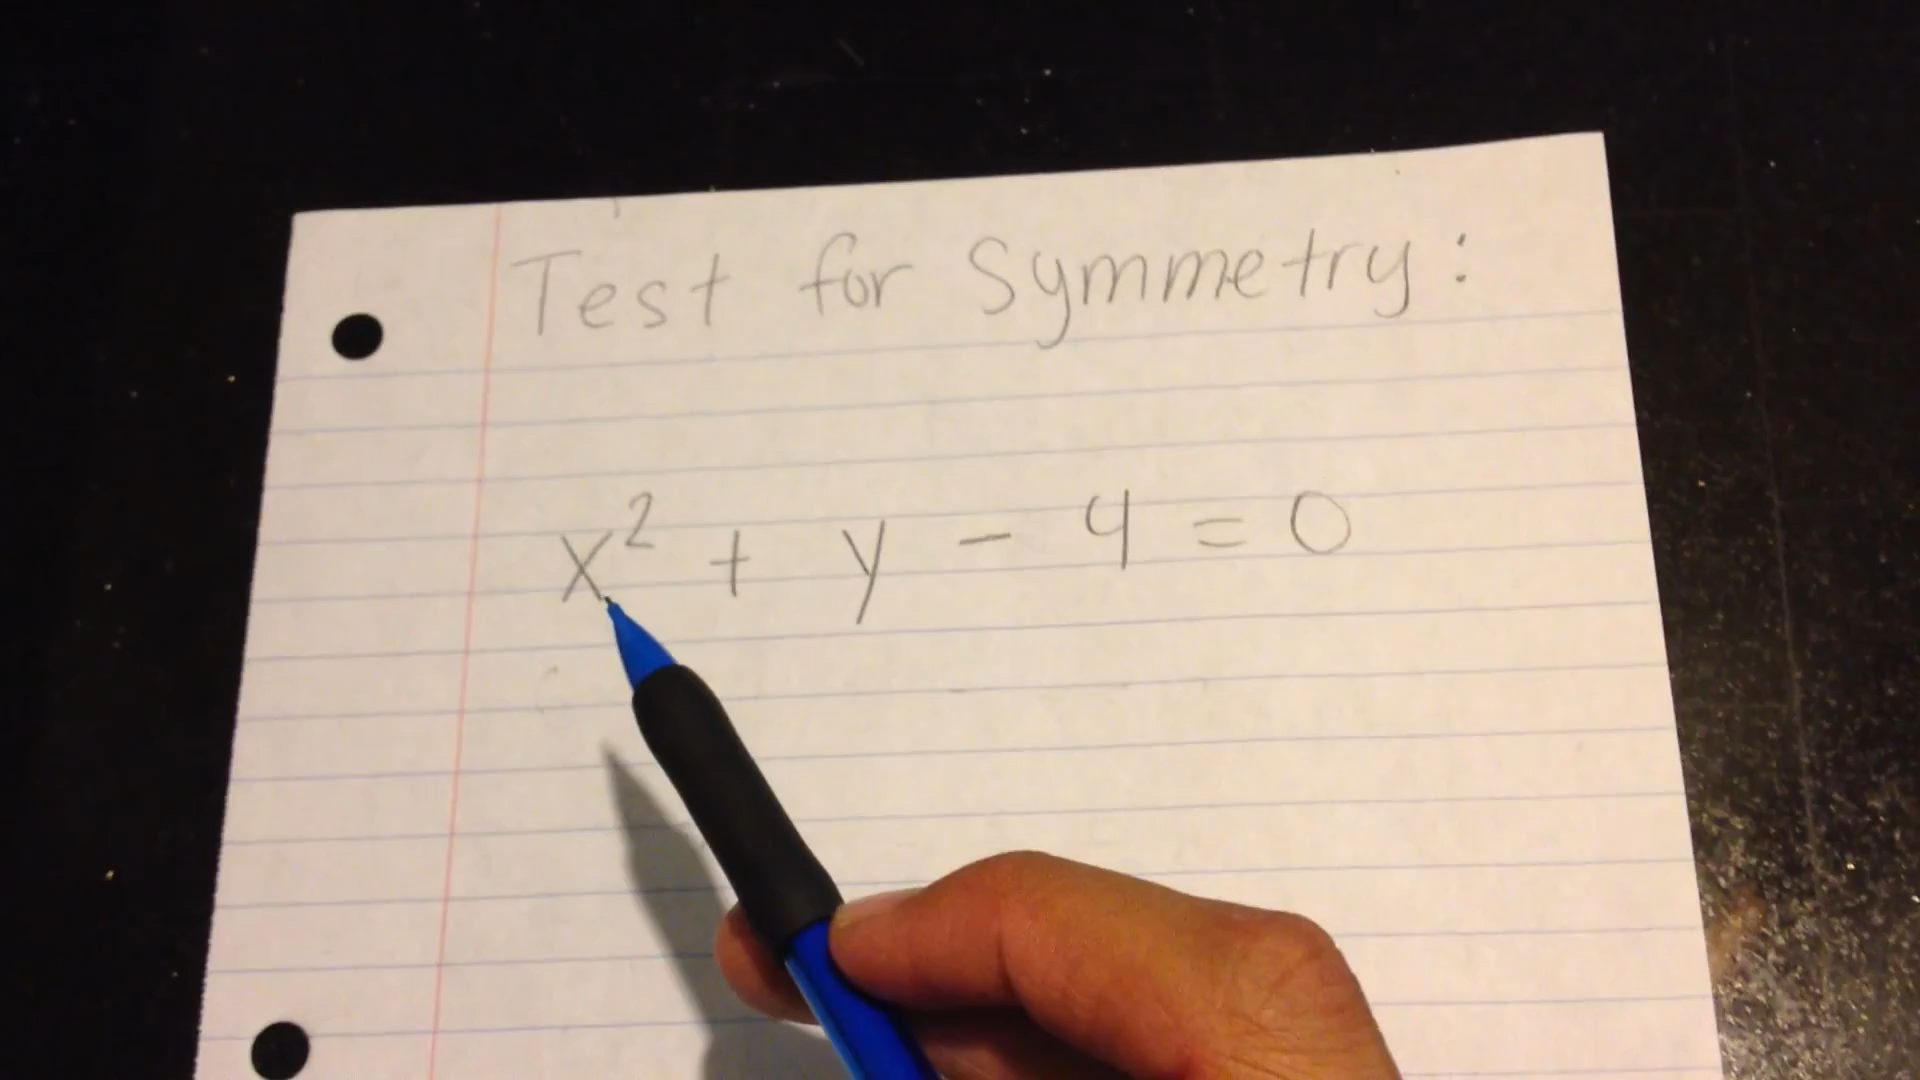 Test for Symmetry:
x² + y - 4 = 0